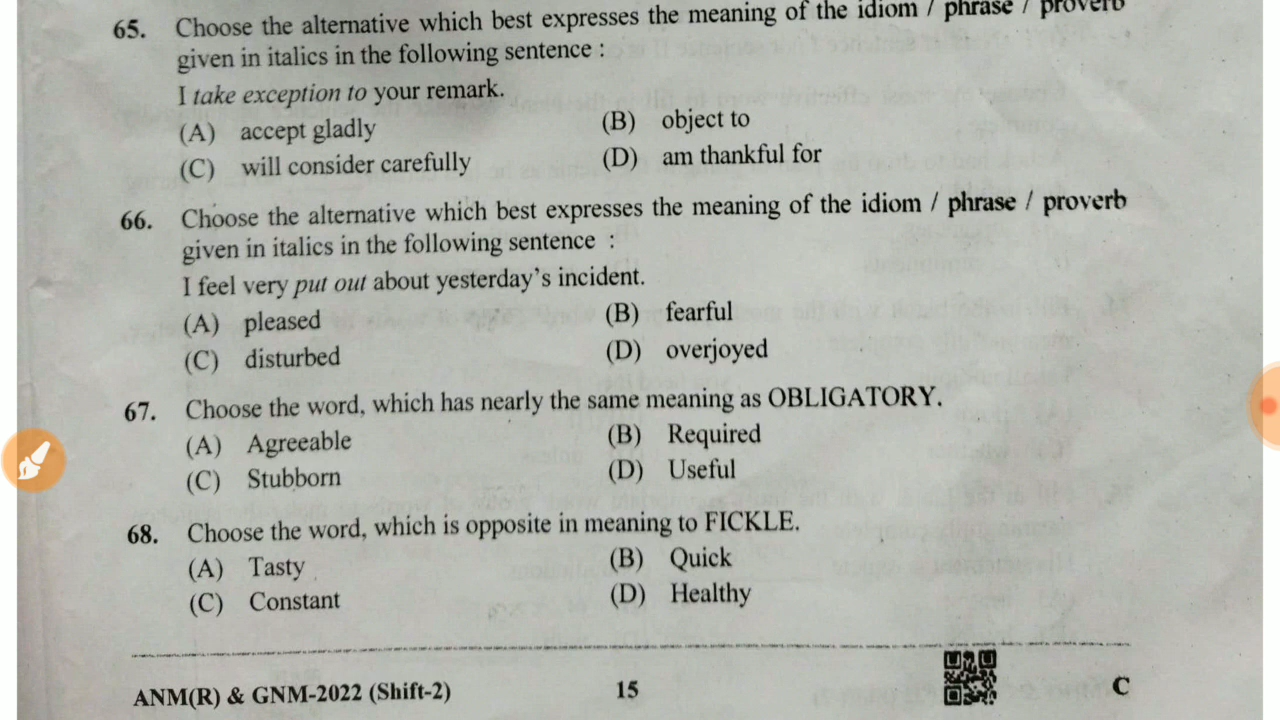 65. Choose the alternative which best expresses the meaning of the idiom / phrase / proverb
given in italics in the following sentence :
I take exception to your remark.
(A) accept gladly (B) object to
(C) will consider carefully (D) am thankful for
66. Choose the alternative which best expresses the meaning of the idiom / phrase / proverb
given in italics in the following sentence :
I feel very put out about yesterday's incident.
(A) pleased (B) fearful
(C) disturbed (D) overjoyed
67. Choose the word, which has nearly the same meaning as OBLIGATORY.
(A) Agreeable (B) Required
(C) Stubborn (D) Useful
68. Choose the word, which is opposite in meaning to FICKLE.
(A) Tasty (B) Quick
(C) Constant (D) Healthy
ANM(R) & GNM-2022 (Shift-2) 15 C